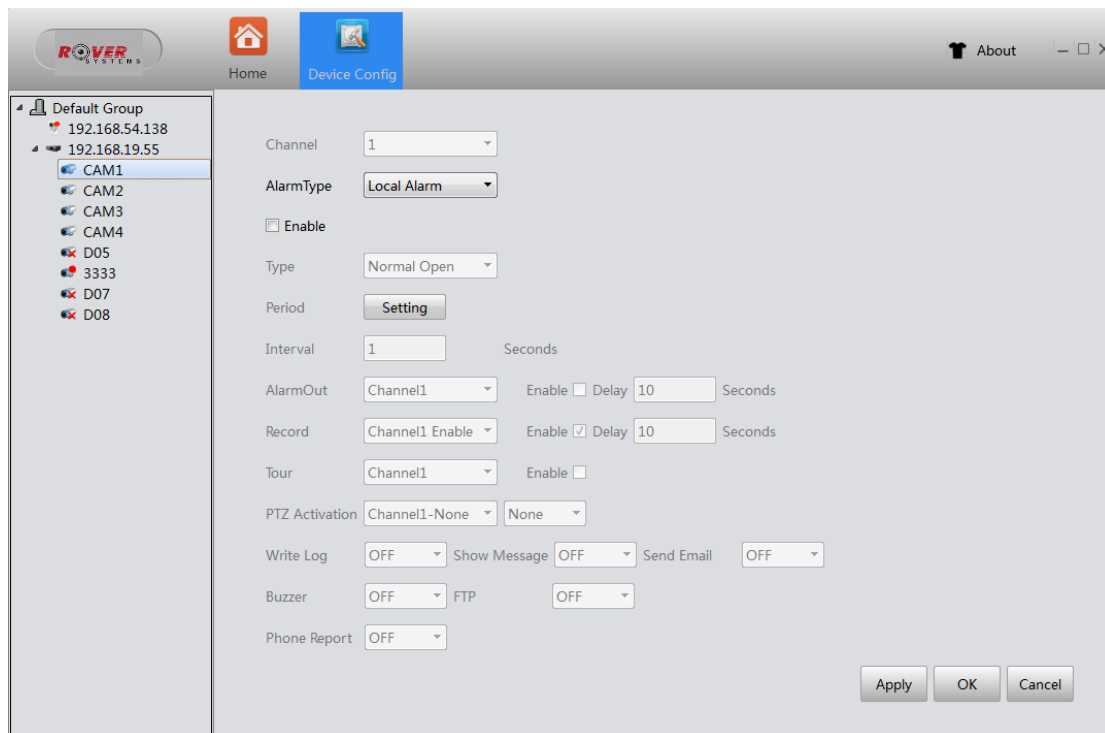 ROVER
SYSTEMS
Home
Device Config
About
Default Group
192.168.54.138
192.168.19.55
CAM1
CAM2
CAM3
CAM4
D05
3333
D07
D08
Channel 1
AlarmType Local Alarm
Enable
Type Normal Open
Period Setting
Interval 1 Seconds
AlarmOut Channel1 Enable Delay 10 Seconds
Record Channel1 Enable Enable Delay 10 Seconds
Tour Channel1 Enable
PTZ Activation Channel1-None None
Write Log OFF Show Message OFF Send Email OFF
Buzzer OFF FTP OFF
Phone Report OFF
Apply OK Cancel